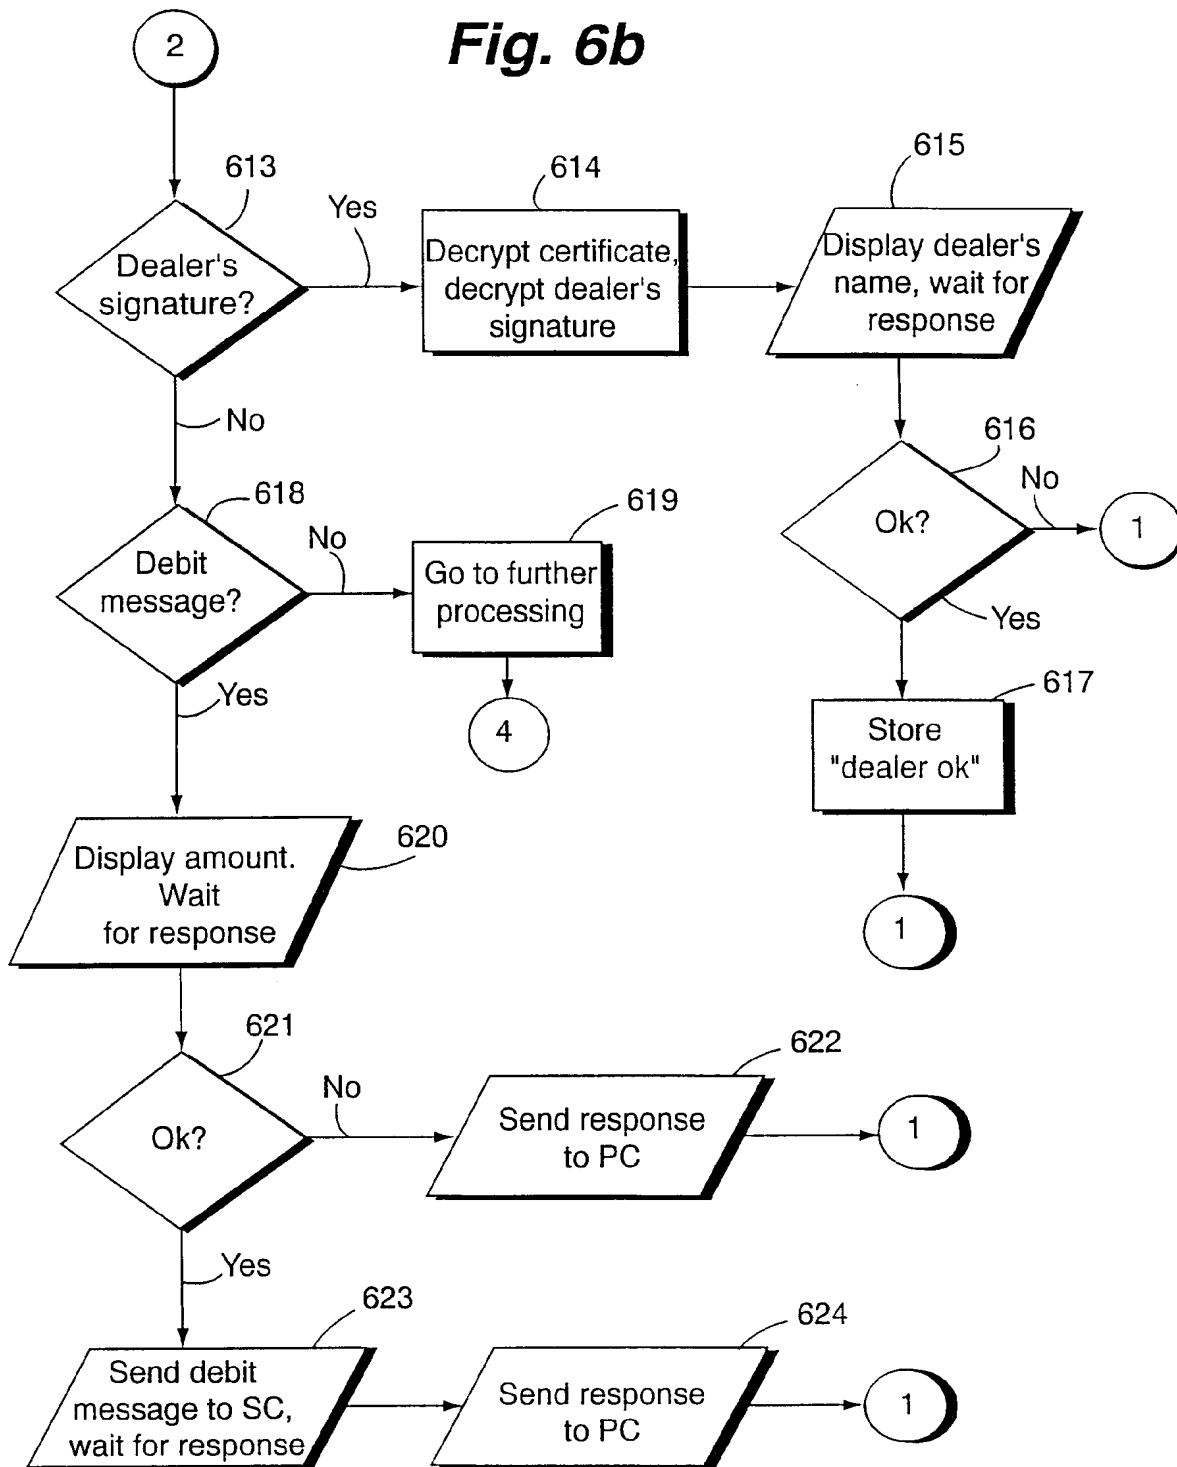 Fig. 6b
2
613
Dealer's
signature?
Yes
614
Decrypt certificate,
decrypt dealer's
signature
615
Display dealer's
name, wait for
response
No
616
Ok?
No
1
Yes
617
Store
"dealer ok"
1
618
Debit
message?
No
619
Go to further
processing
4
Yes
620
Display amount.
Wait
for response
621
Ok?
No
622
Send response
to PC
1
Yes
623
Send debit
message to SC,
wait for response
624
Send response
to PC
1